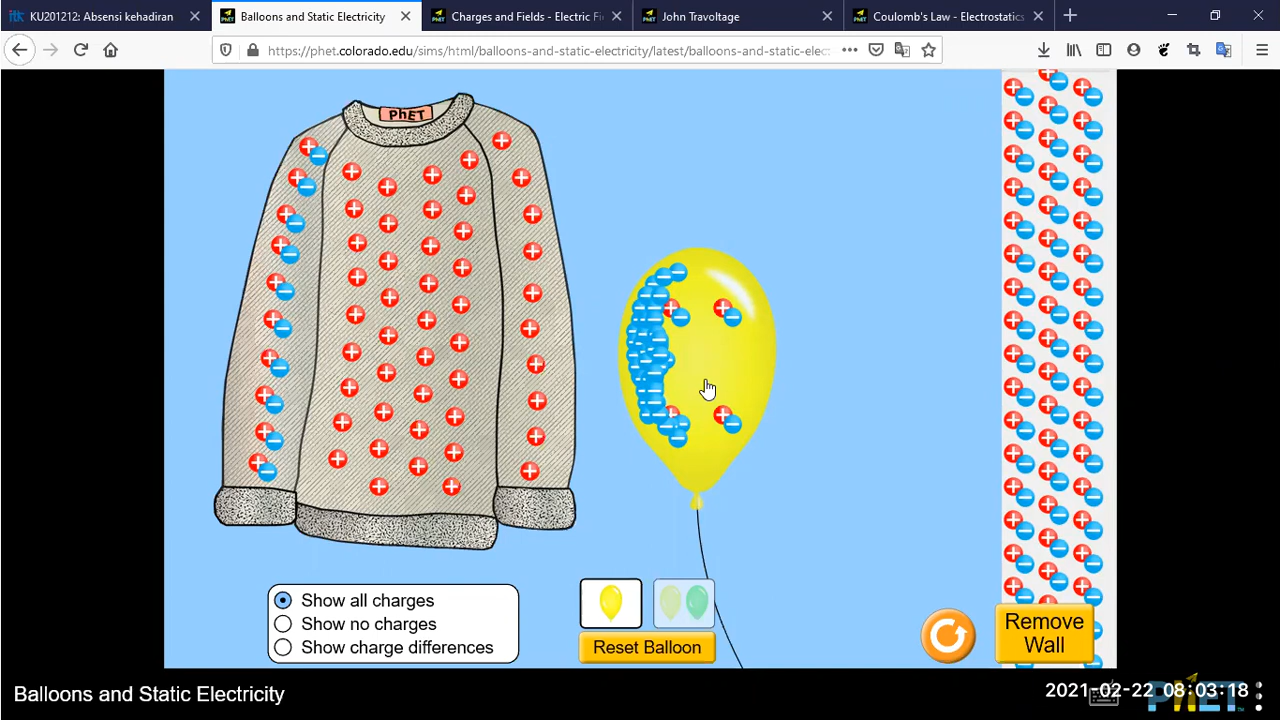 KU201212: Absensi kehadiran
Balloons and Static Electricity
Charges and Fields - Electric Fi
John Travoltage
Coulomb's Law - Electrostatics
https://phet.colorado.edu/sims/html/balloons-and-static-electricity/latest/balloons-and-static-elec
PhET
Show all charges
Show no charges
Show charge differences
Reset Balloon
Remove
Wall
Balloons and Static Electricity
2021-02-22 08:03:18
PhET